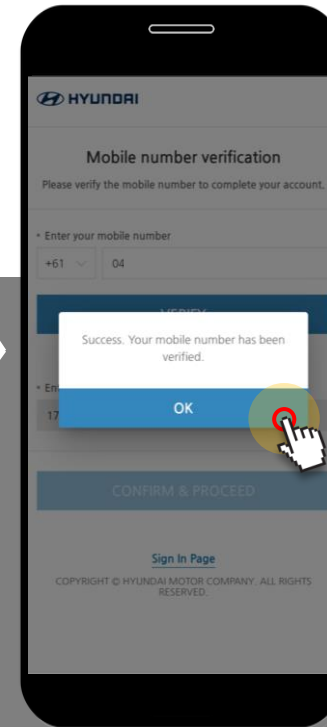 HYUNDAI
Mobile number verification
Please verify the mobile number to complete your account.
* Enter your mobile number
+61 04
VERIFY
Success. Your mobile number has been
verified.
* En
17
OK
CONFIRM & PROCEED
Sign In Page
COPYRIGHT © HYUNDAI MOTOR COMPANY. ALL RIGHTS
RESERVED.